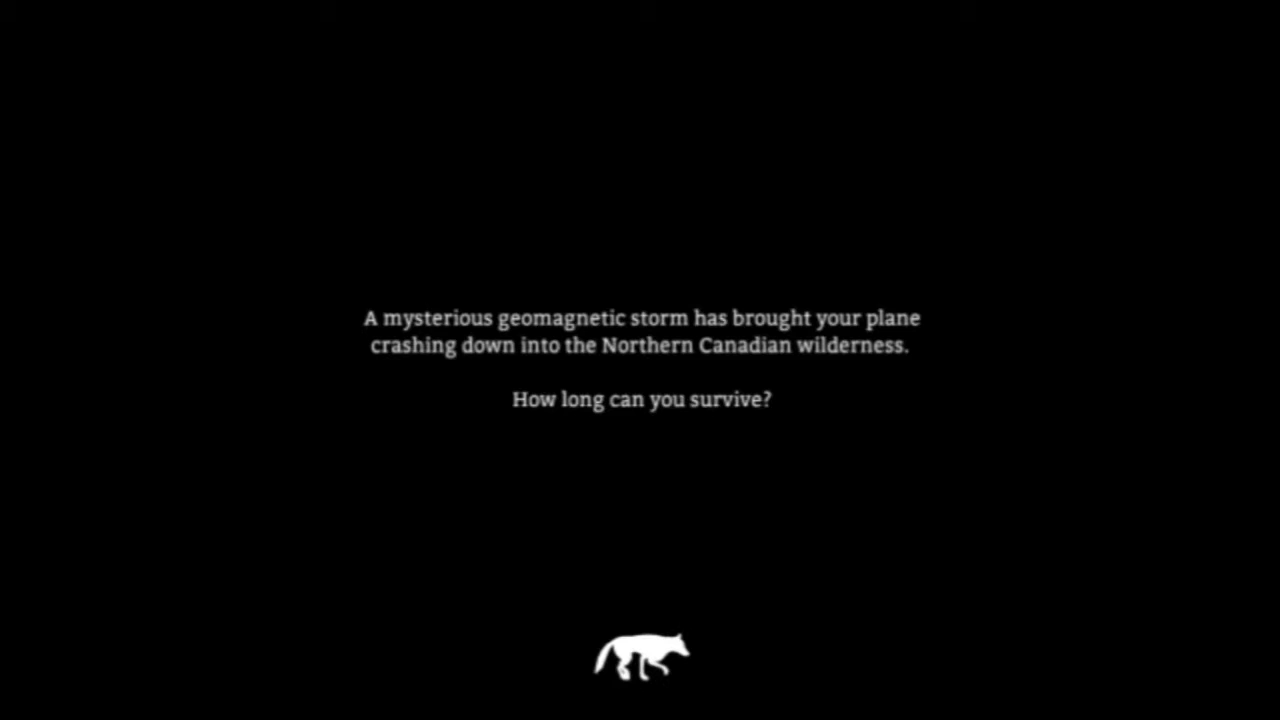 A mysterious geomagnetic storm has brought your plane
crashing down into the Northern Canadian wilderness.
How long can you survive?